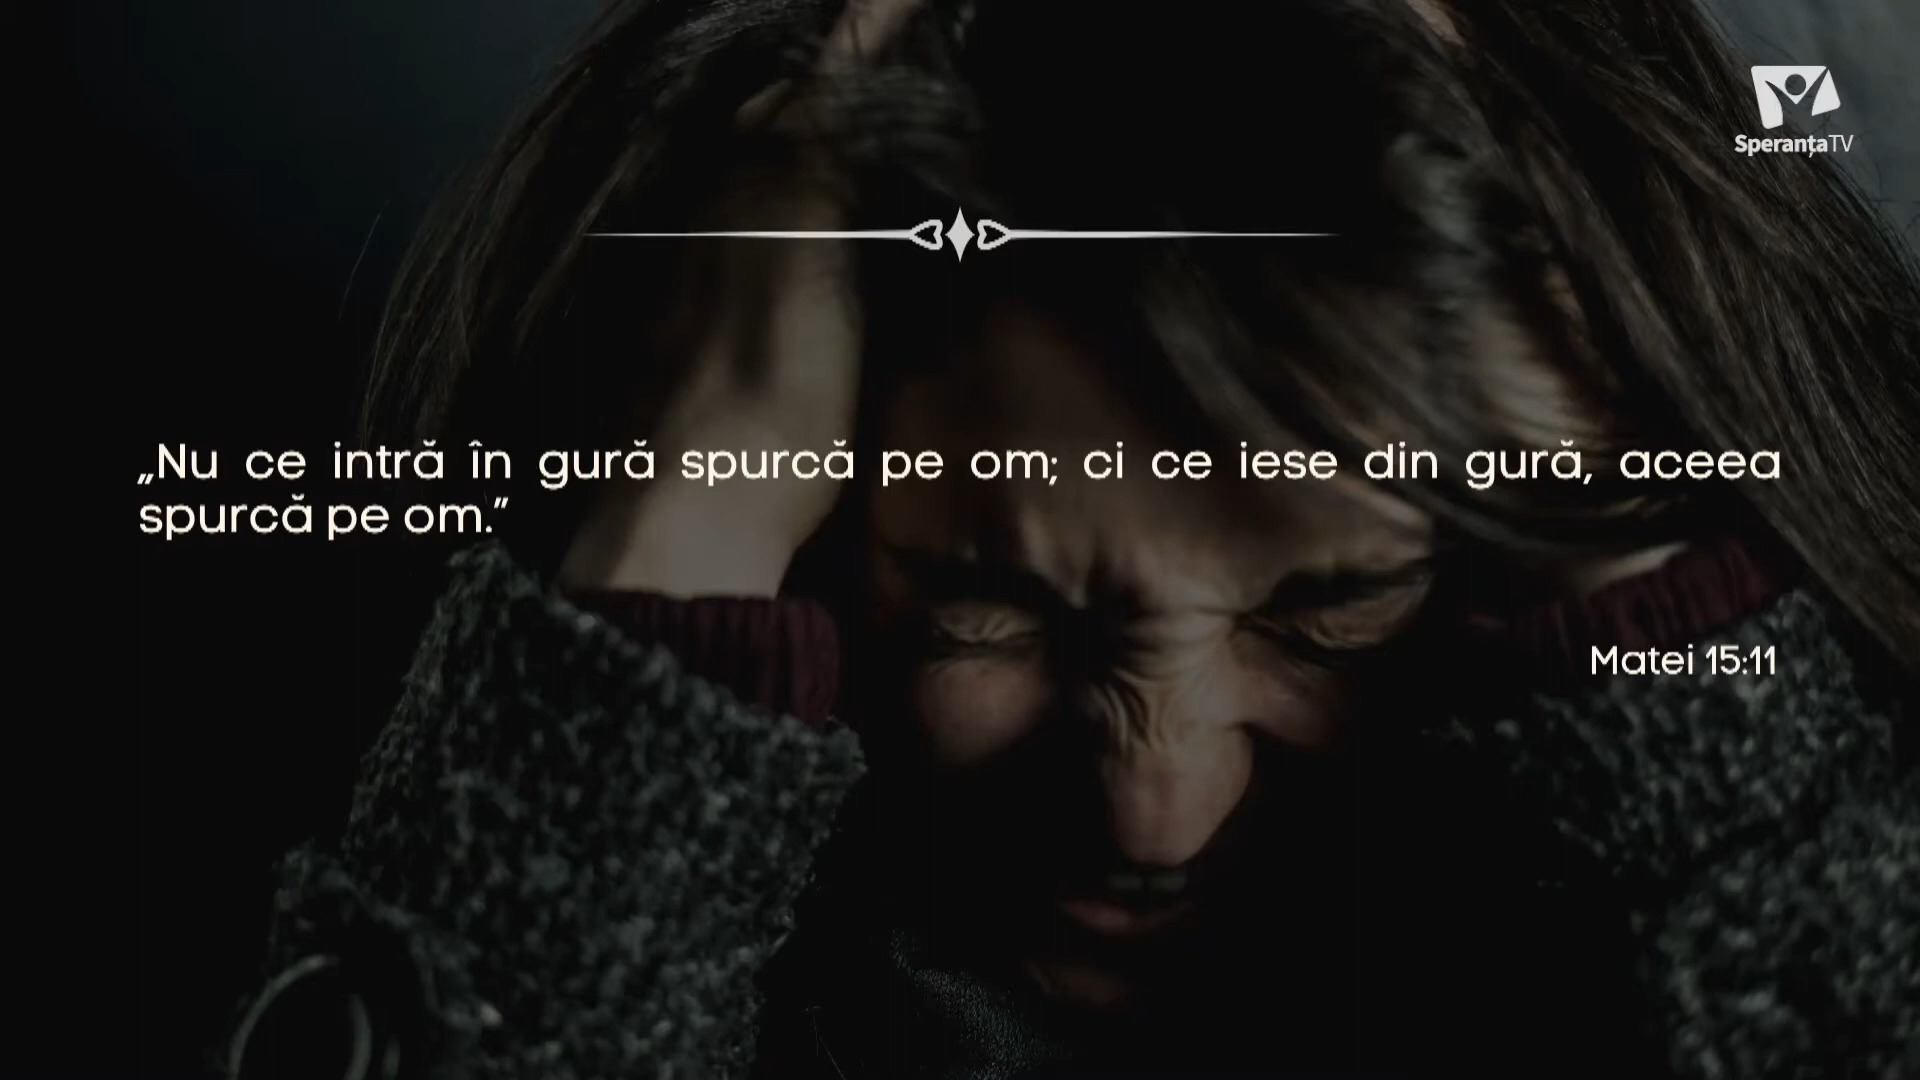 SperanțaTV
„Nu ce intră în gură spurcă pe om; ci ce iese din gură, aceea
spurcă pe om.”
Matei 15:11